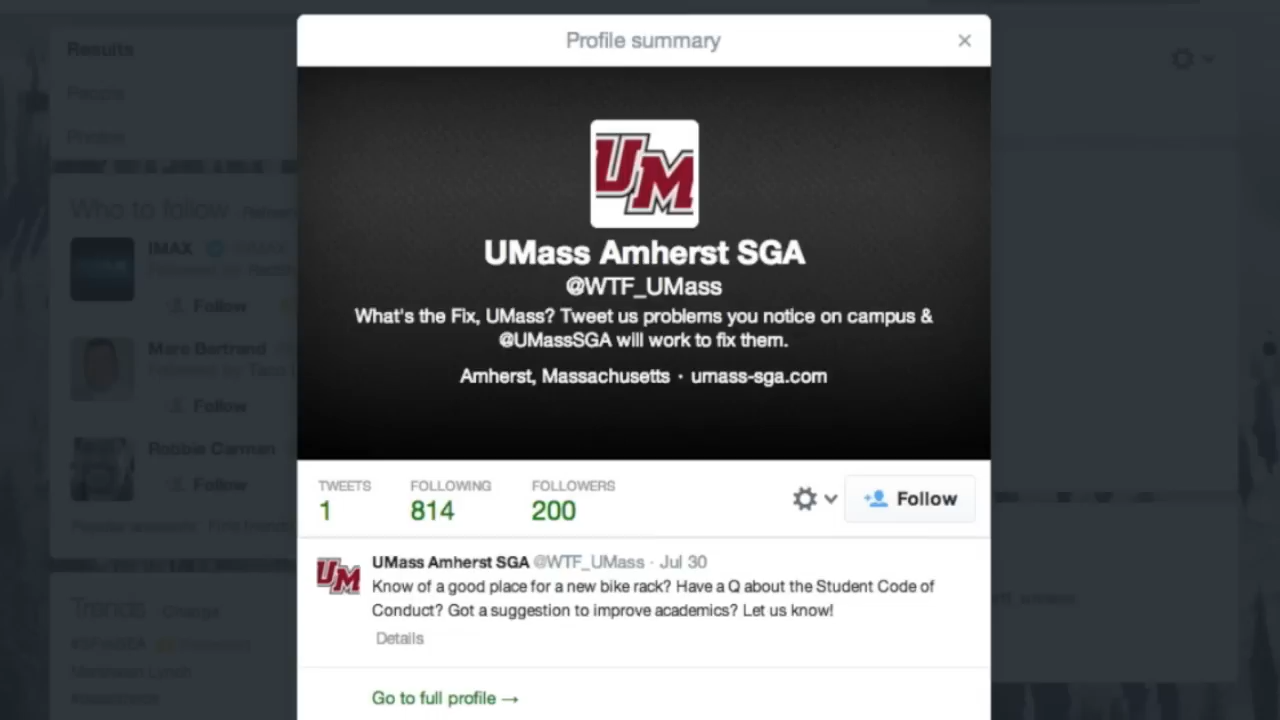 Profile summary
×
Results
People
Who to follow
IMAX
Follow
Marc Bertrand
Follow
Robbie Carman
Follow
Trends Change
UM
UMass Amherst SGA
@WTF_UMass
What's the Fix, UMass? Tweet us problems you notice on campus &
@UMassSGA will work to fix them.
Amherst, Massachusetts · umass-sga.com
TWEETS FOLLOWING FOLLOWERS
1 814 200
Follow
UM
UMass Amherst SGA @WTF_UMass · Jul 30
Know of a good place for a new bike rack? Have a Q about the Student Code of
Conduct? Got a suggestion to improve academics? Let us know!
Details
Go to full profile →